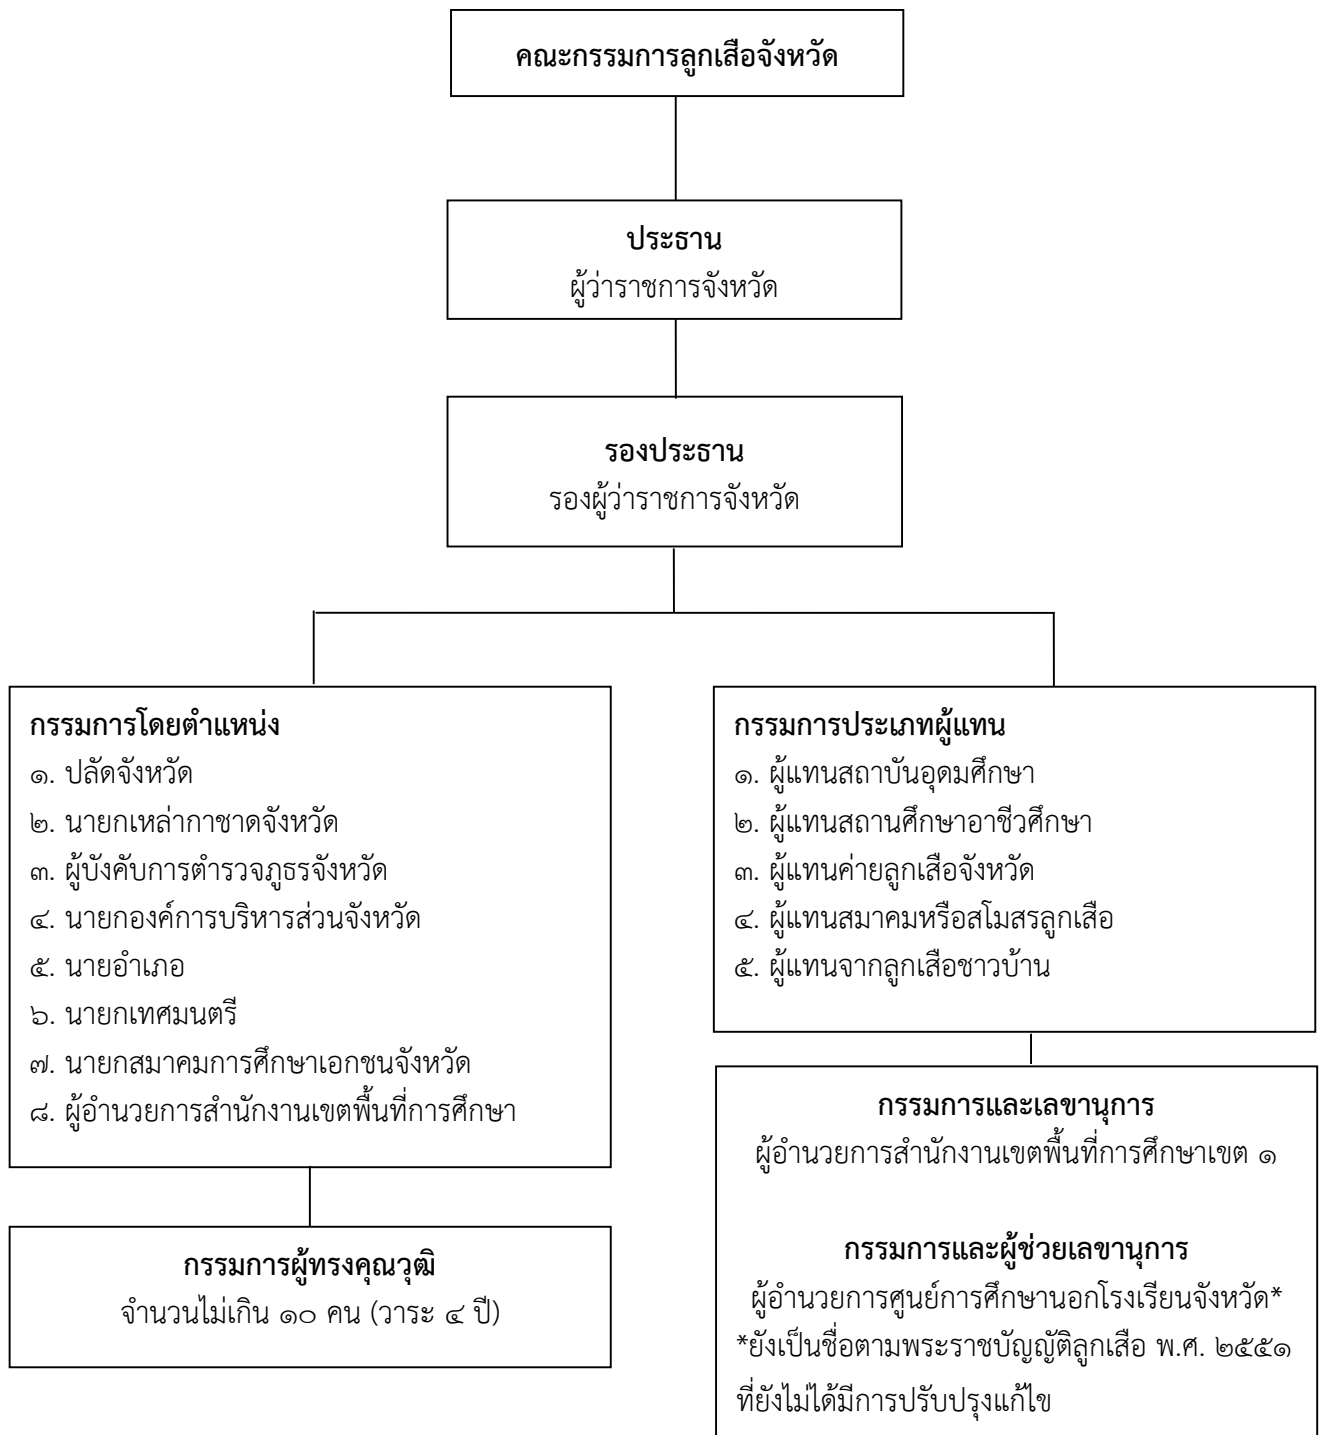 คณะกรรมการลูกเสือจังหวัด
ประธาน
ผู้ว่าราชการจังหวัด
รองประธาน
รองผู้ว่าราชการจังหวัด
กรรมการโดยตำแหน่ง
๑. ปลัดจังหวัด
๒. นายกเหล่ากาชาดจังหวัด
๓. ผู้บังคับการตำรวจภูธรจังหวัด
๔. นายกองค์การบริหารส่วนจังหวัด
๕. นายอำเภอ
๖. นายกเทศมนตรี
๗. นายกสมาคมการศึกษาเอกชนจังหวัด
๘. ผู้อำนวยการสำนักงานเขตพื้นที่การศึกษา
กรรมการผู้ทรงคุณวุฒิ
จำนวนไม่เกิน ๑๐ คน (วาระ ๔ ปี)
กรรมการประเภทผู้แทน
๑. ผู้แทนสถาบันอุดมศึกษา
๒. ผู้แทนสถานศึกษาอาชีวศึกษา
๓. ผู้แทนค่ายลูกเสือจังหวัด
๔. ผู้แทนสมาคมหรือสโมสรลูกเสือ
๕. ผู้แทนจากลูกเสือชาวบ้าน
กรรมการและเลขานุการ
ผู้อำนวยการสำนักงานเขตพื้นที่การศึกษาเขต ๑
กรรมการและผู้ช่วยเลขานุการ
ผู้อำนวยการศูนย์การศึกษานอกโรงเรียนจังหวัด*
*ยังเป็นชื่อตามพระราชบัญญัติลูกเสือ พ.ศ. ๒๕๕๑
ที่ยังไม่ได้มีการปรับปรุงแก้ไข